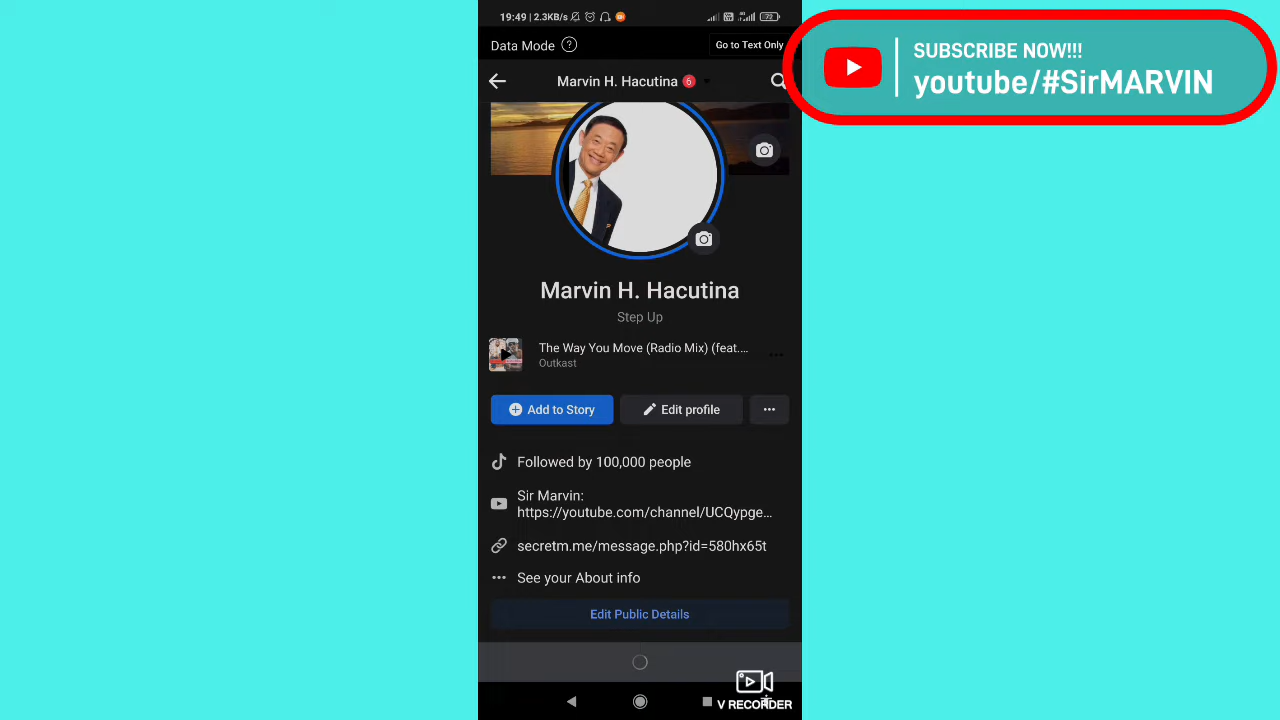 19:49 | 2.3KB/s
72
Data Mode ?
Go to Text Only
SUBSCRIBE NOW!!!
youtube/#SirMARVIN
Marvin H. Hacutina 6
Marvin H. Hacutina
Step Up
The Way You Move (Radio Mix) (feat....
Outkast
Add to Story
Edit profile
Followed by 100,000 people
Sir Marvin:
https://youtube.com/channel/UCQypge...
secretm.me/message.php?id=580hx65t
See your About info
Edit Public Details
V RECORDER